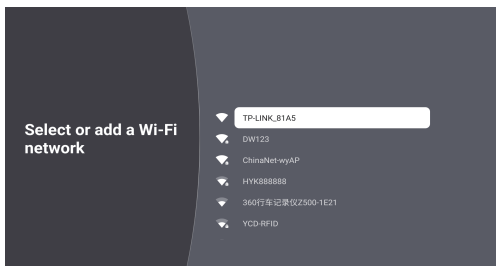 Select or add a Wi-Fi
network
TP-LINK_81A5
DW123
ChinaNet-wyAP
HYK888888
360行车记录仪Z500-1E21
YCD-RFID